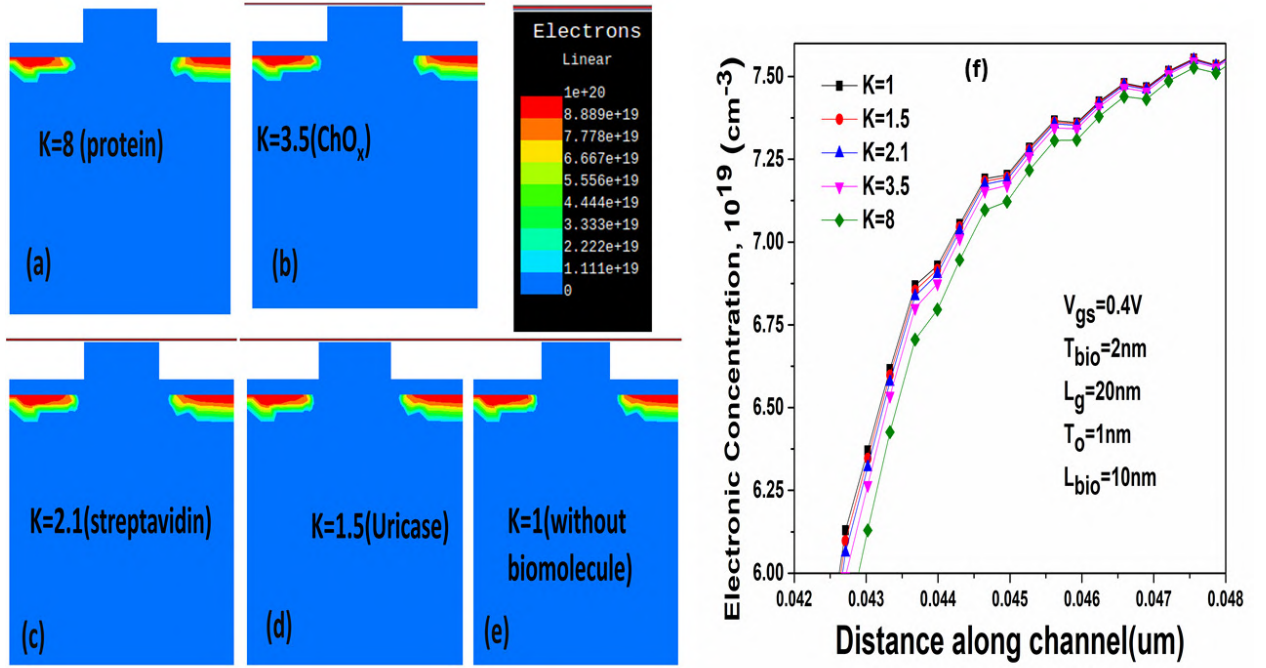 K=8 (protein)
(a)
K=3.5(ChOx)
(b)
Electrons
Linear
1e+20
8.889e+19
7.778e+19
6.667e+19
5.556e+19
4.444e+19
3.333e+19
2.222e+19
1.111e+19
0
K=2.1(streptavidin)
(c)
K=1.5(Uricase)
(d)
K=1(without
biomolecule)
(e)
(f)
K=1
K=1.5
K=2.1
K=3.5
K=8
Vgs=0.4V
Tbio=2nm
Lg=20nm
To=1nm
Lbio=10nm
Electronic Concentration, 10^19 (cm^-3)
7.50
7.25
7.00
6.75
6.50
6.25
6.00
0.042 0.043 0.044 0.045 0.046 0.047 0.048
Distance along channel(um)